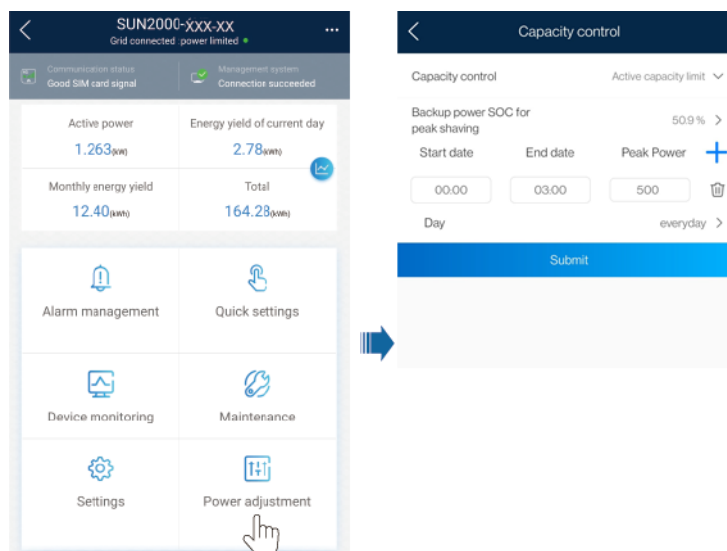 SUN2000-XXX-XX
Grid connected :power limited
Communication status
Good SIM card signal
Management system
Connection succeeded
Active power
1.263(kW)
Energy yield of current day
2.78(kWh)
Monthly energy yield
12.40(kWh)
Total
164.28(kWh)
Alarm management
Quick settings
Device monitoring
Maintenance
Settings
Power adjustment
Capacity control
Capacity control
Active capacity limit
Backup power SOC for
peak shaving
50.9%
Start date
End date
Peak Power
00:00
03:00
500
Day
everyday
Submit